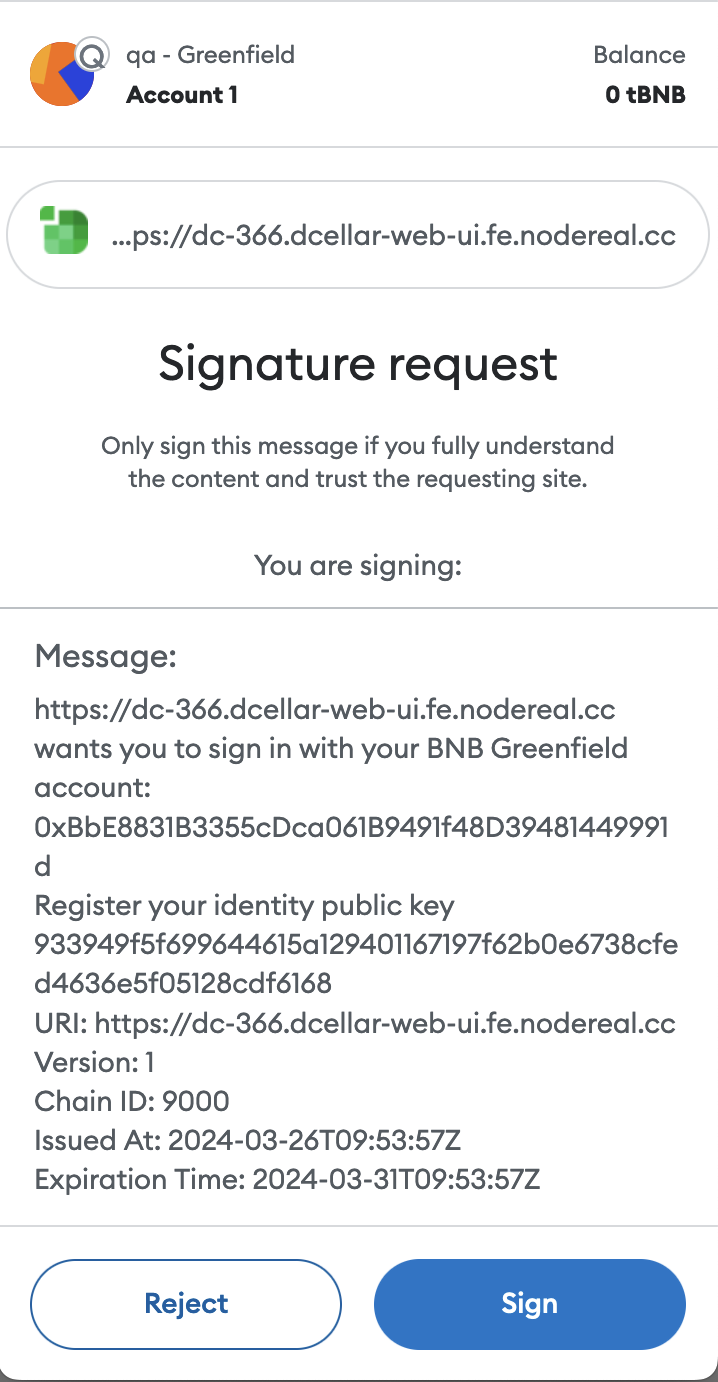 Q
qa - Greenfield
Balance
Account 1
0 tBNB
...ps://dc-366.dcellar-web-ui.fe.nodereal.cc
Signature request
Only sign this message if you fully understand
the content and trust the requesting site.
You are signing:
Message:
https://dc-366.dcellar-web-ui.fe.nodereal.cc
wants you to sign in with your BNB Greenfield
account:
0xBbE8831B3355cDca061B9491f48D39481449991
d
Register your identity public key
933949f5f699644615a129401167197f62b0e6738cfe
d4636e5f05128cdf6168
URI: https://dc-366.dcellar-web-ui.fe.nodereal.cc
Version: 1
Chain ID: 9000
Issued At: 2024-03-26T09:53:57Z
Expiration Time: 2024-03-31T09:53:57Z
Reject
Sign